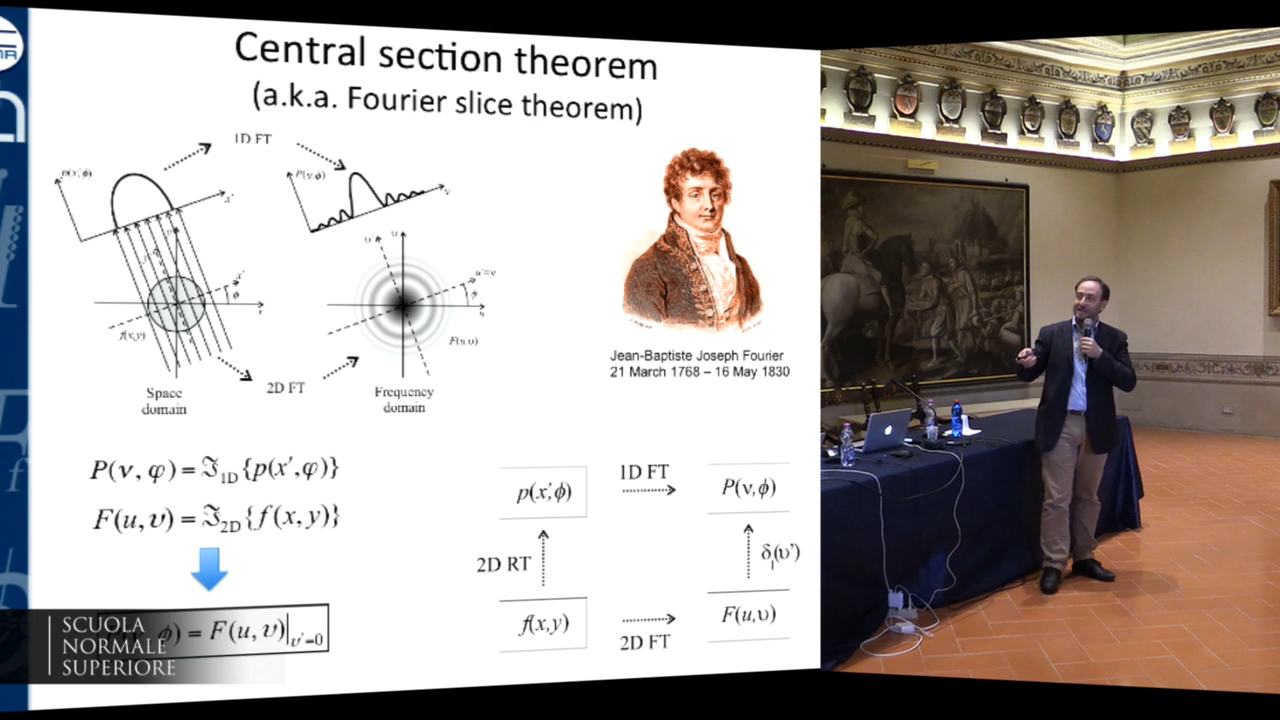 Central section theorem
(a.k.a. Fourier slice theorem)
1D FT
p(x',ϕ)
x'
P(ν,ϕ)
ν
υ'
u
u'=ν
ϕ
ϕ
f(x,y)
F(u,υ)
2D FT
Space
domain
Frequency
domain
Jean-Baptiste Joseph Fourier
21 March 1768 – 16 May 1830
P(ν,φ) = ℑ1D{p(x',φ)}
F(u,υ) = ℑ2D{f(x,y)}
ϕ) = F(u,υ)|υ'=0
p(x',ϕ)
1D FT
P(ν,ϕ)
2D RT
δ(υ')
f(x,y)
2D FT
F(u,υ)
SCUOLA
NORMALE
SUPERIORE